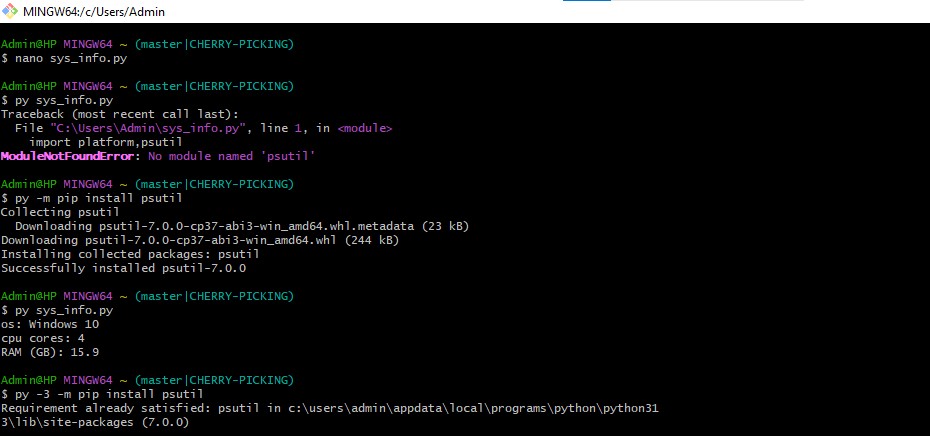 MINGW64:/c/Users/Admin
Admin@HP MINGW64 ~ (master|CHERRY-PICKING)
$ nano sys_info.py
Admin@HP MINGW64 ~ (master|CHERRY-PICKING)
$ py sys_info.py
Traceback (most recent call last):
  File "C:\Users\Admin\sys_info.py", line 1, in <module>
    import platform,psutil
ModuleNotFoundError: No module named 'psutil'
Admin@HP MINGW64 ~ (master|CHERRY-PICKING)
$ py -m pip install psutil
Collecting psutil
  Downloading psutil-7.0.0-cp37-abi3-win_amd64.whl.metadata (23 kB)
Downloading psutil-7.0.0-cp37-abi3-win_amd64.whl (244 kB)
Installing collected packages: psutil
Successfully installed psutil-7.0.0
Admin@HP MINGW64 ~ (master|CHERRY-PICKING)
$ py sys_info.py
os: Windows 10
cpu cores: 4
RAM (GB): 15.9
Admin@HP MINGW64 ~ (master|CHERRY-PICKING)
$ py -3 -m pip install psutil
Requirement already satisfied: psutil in c:\users\admin\appdata\local\programs\python\python31
3\lib\site-packages (7.0.0)